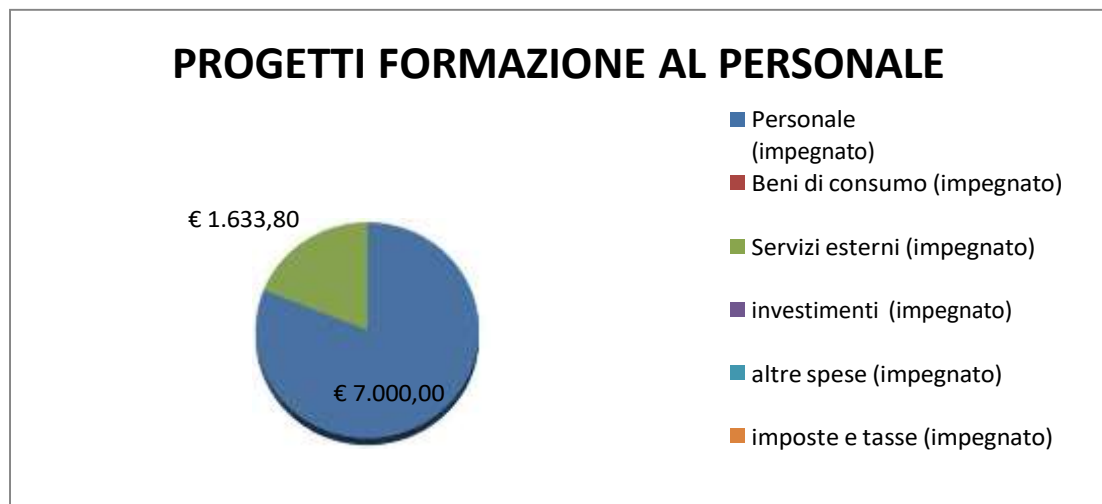 PROGETTI FORMAZIONE AL PERSONALE
€ 1.633,80
€ 7.000,00
Personale
(impegnato)
Beni di consumo (impegnato)
Servizi esterni (impegnato)
investimenti (impegnato)
altre spese (impegnato)
imposte e tasse (impegnato)